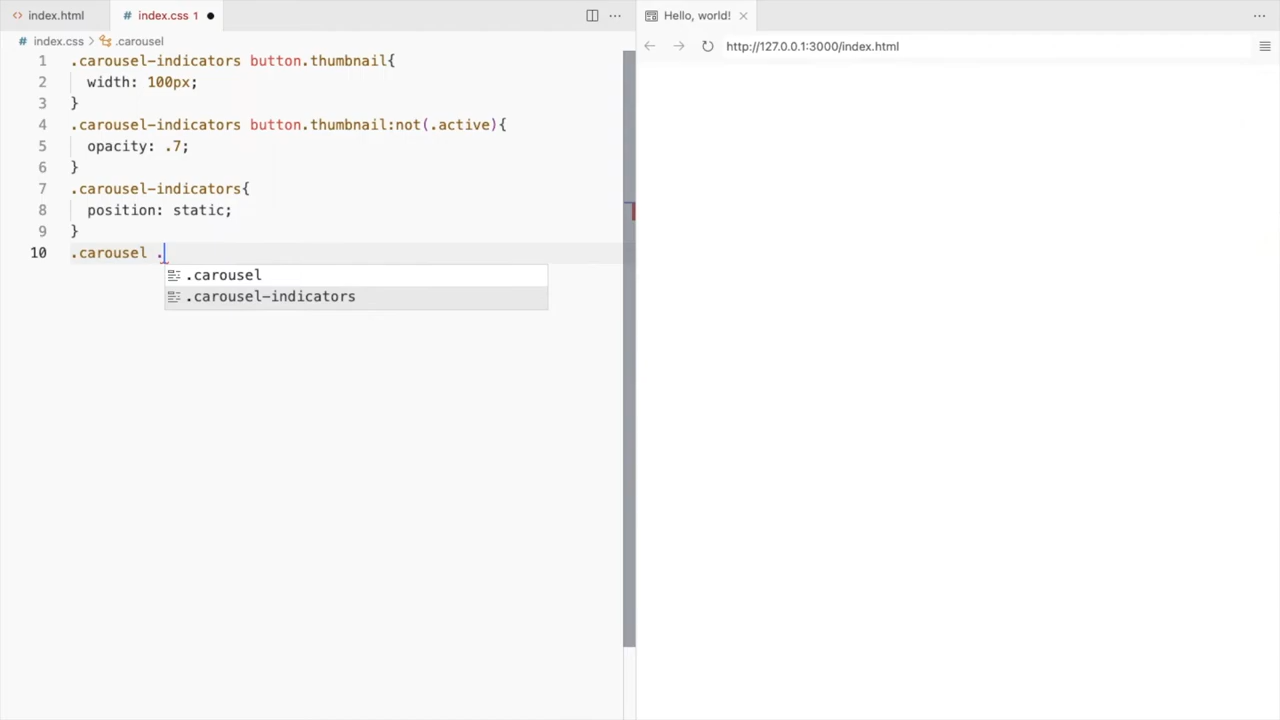 index.html
# index.css 1
Hello, world!
index.css > .carousel
http://127.0.0.1:3000/index.html
1 .carousel-indicators button.thumbnail{
2 width: 100px;
3 }
4 .carousel-indicators button.thumbnail:not(.active){
5 opacity: .7;
6 }
7 .carousel-indicators{
8 position: static;
9 }
10 .carousel .
.carousel
.carousel-indicators